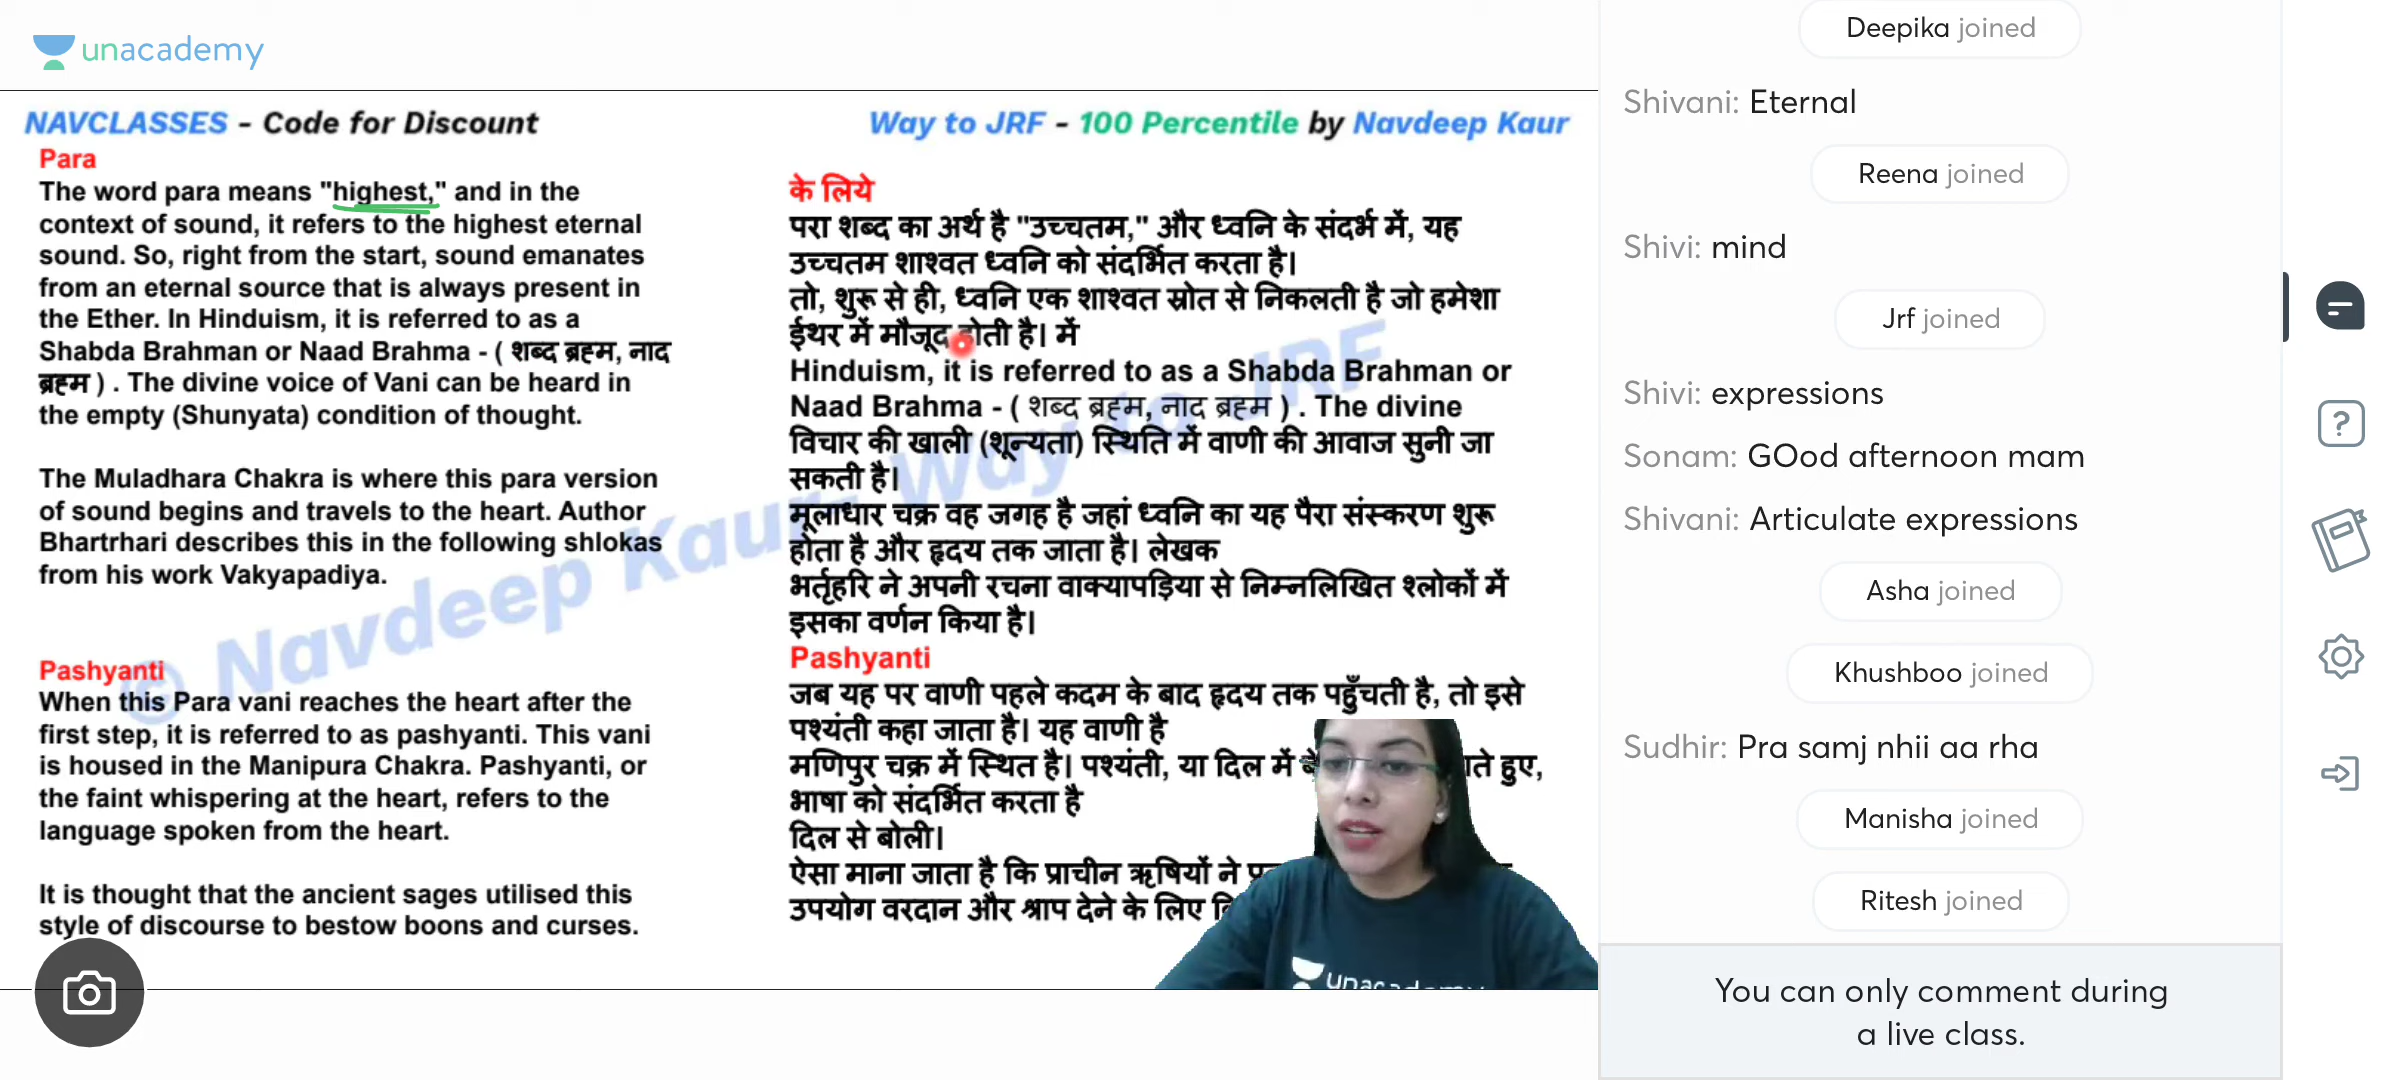 unacademy
NAVCLASSES - Code for Discount
Way to JRF - 100 Percentile by Navdeep Kaur
Para
The word para means "highest," and in the
context of sound, it refers to the highest eternal
sound. So, right from the start, sound emanates
from an eternal source that is always present in
the Ether. In Hinduism, it is referred to as a
Shabda Brahman or Naad Brahma - ( शब्द ब्रह्म, नाद
ब्रह्म ) . The divine voice of Vani can be heard in
the empty (Shunyata) condition of thought.
The Muladhara Chakra is where this para version
of sound begins and travels to the heart. Author
Bhartrhari describes this in the following shlokas
from his work Vakyapadiya.
Pashyanti
When this Para vani reaches the heart after the
first step, it is referred to as pashyanti. This vani
is housed in the Manipura Chakra. Pashyanti, or
the faint whispering at the heart, refers to the
language spoken from the heart.
It is thought that the ancient sages utilised this
style of discourse to bestow boons and curses.
के लिये
परा शब्द का अर्थ है "उच्चतम," और ध्वनि के संदर्भ में, यह
उच्चतम शाश्वत ध्वनि को संदर्भित करता है।
तो, शुरू से ही, ध्वनि एक शाश्वत स्रोत से निकलती है जो हमेशा
ईथर में मौजूद होती है। में
Hinduism, it is referred to as a Shabda Brahman or
Naad Brahma - ( शब्द ब्रह्म, नाद ब्रह्म ) . The divine
विचार की खाली (शून्यता) स्थिति में वाणी की आवाज सुनी जा
सकती है।
मूलाधार चक्र वह जगह है जहां ध्वनि का यह पैरा संस्करण शुरू
होता है और हृदय तक जाता है। लेखक
भर्तृहरि ने अपनी रचना वाक्यापड़िया से निम्नलिखित श्लोकों में
इसका वर्णन किया है।
Pashyanti
जब यह पर वाणी पहले कदम के बाद हृदय तक पहुँचती है, तो इसे
पश्यंती कहा जाता है। यह वाणी है
मणिपुर चक्र में स्थित है। पश्यंती, या दिल में हुए,
भाषा को संदर्भित करता है
दिल से बोली।
ऐसा माना जाता है कि प्राचीन ऋषियों ने
उपयोग वरदान और श्राप देने के लिए
© Navdeep Kaur- Way to JRF
unacademy
Deepika joined
Shivani: Eternal
Reena joined
Shivi: mind
Jrf joined
Shivi: expressions
Sonam: GOod afternoon mam
Shivani: Articulate expressions
Asha joined
Khushboo joined
Sudhir: Pra samj nhii aa rha
Manisha joined
Ritesh joined
You can only comment during
a live class.